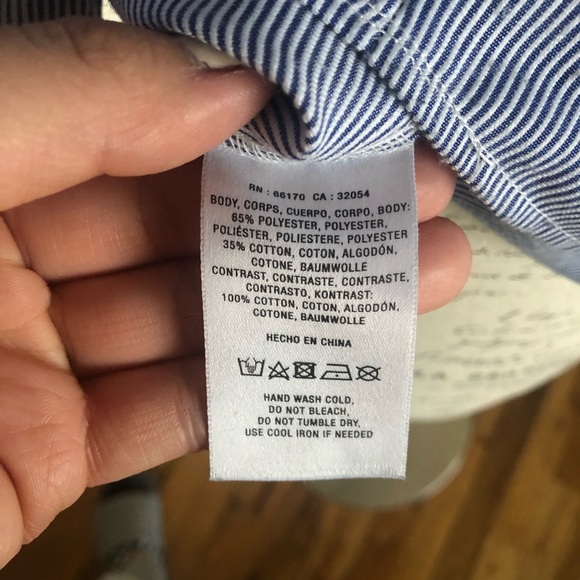 RN : 66170 CA : 32054
BODY, CORPS, CUERPO, CORPO, BODY:
65% POLYESTER, POLYESTER,
POLIÉSTER, POLIESTERE, POLYESTER
35% COTTON, COTON, ALGODÓN,
COTONE, BAUMWOLLE
CONTRAST, CONTRASTE, CONTRASTE,
CONTRASTO, KONTRAST:
100% COTTON, COTON, ALGODÓN,
COTONE, BAUMWOLLE
HECHO EN CHINA
HAND WASH COLD,
DO NOT BLEACH,
DO NOT TUMBLE DRY,
USE COOL IRON IF NEEDED